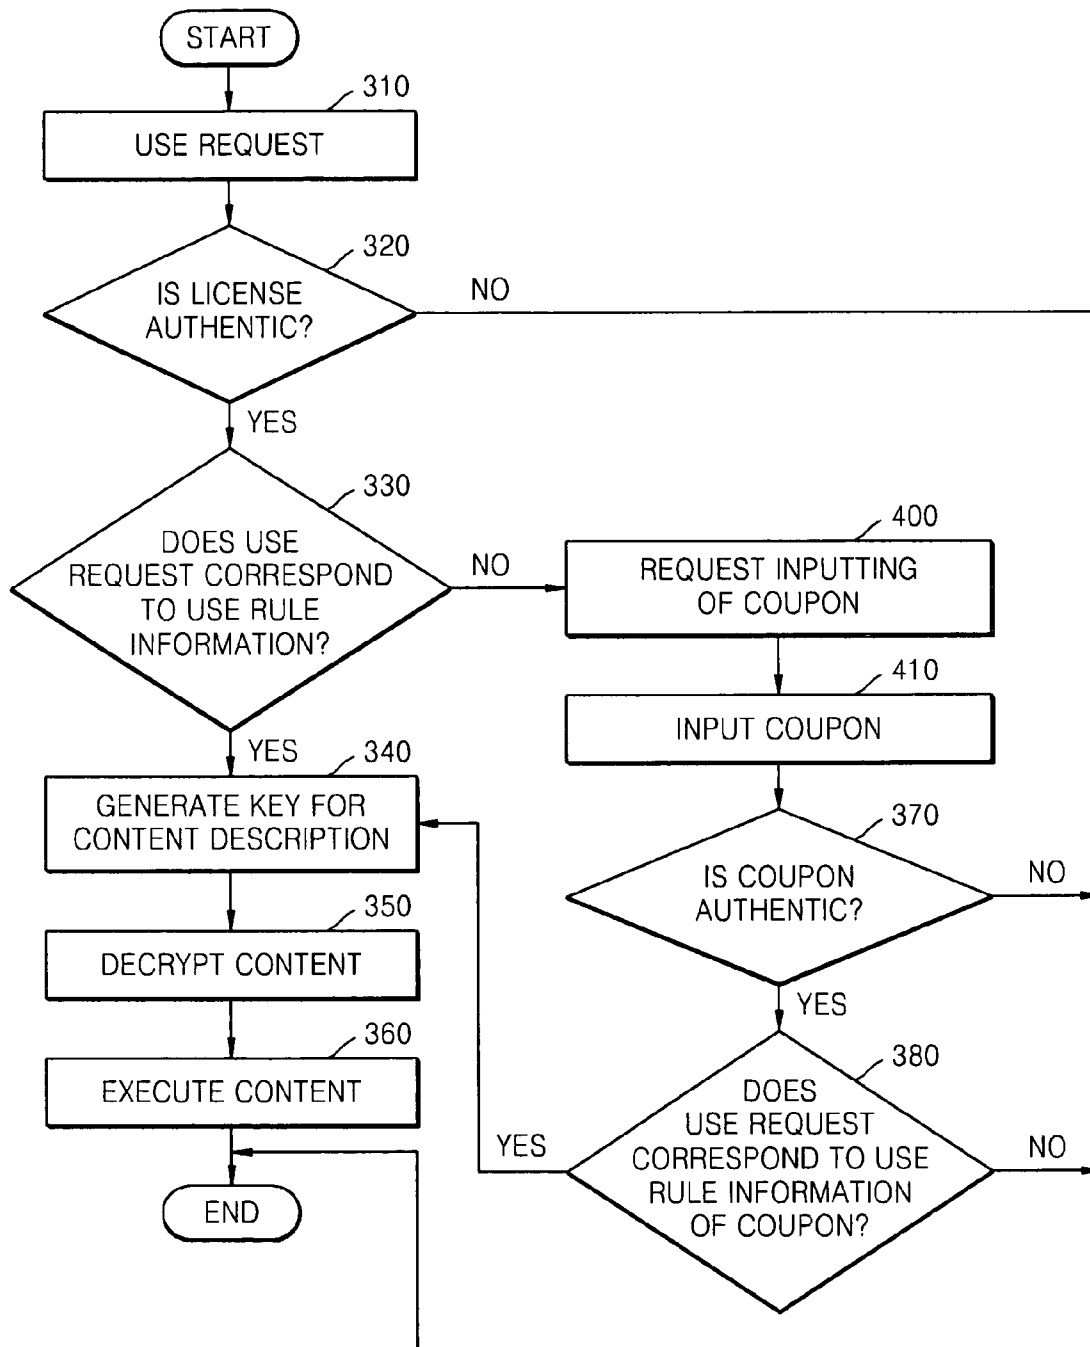 START
310
USE REQUEST
320
IS LICENSE
AUTHENTIC?
NO
YES
330
DOES USE
REQUEST CORRESPOND
TO USE RULE
INFORMATION?
NO
400
REQUEST INPUTTING
OF COUPON
410
INPUT COUPON
YES
340
GENERATE KEY FOR
CONTENT DESCRIPTION
370
IS COUPON
AUTHENTIC?
NO
350
DECRYPT CONTENT
YES
360
EXECUTE CONTENT
380
DOES
USE REQUEST
CORRESPOND TO USE
RULE INFORMATION
OF COUPON?
YES
NO
END